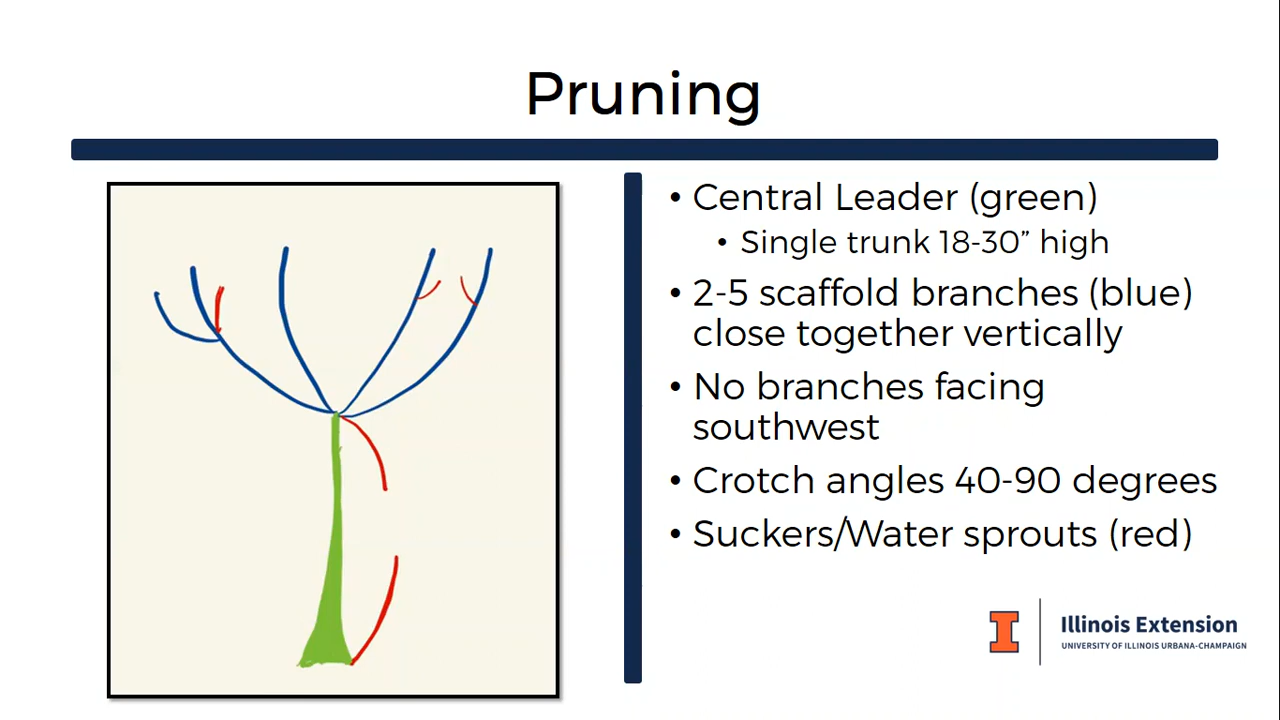 Pruning
• Central Leader (green)
• Single trunk 18-30” high
• 2-5 scaffold branches (blue)
close together vertically
• No branches facing
southwest
• Crotch angles 40-90 degrees
• Suckers/Water sprouts (red)
I
Illinois Extension
UNIVERSITY OF ILLINOIS URBANA-CHAMPAIGN